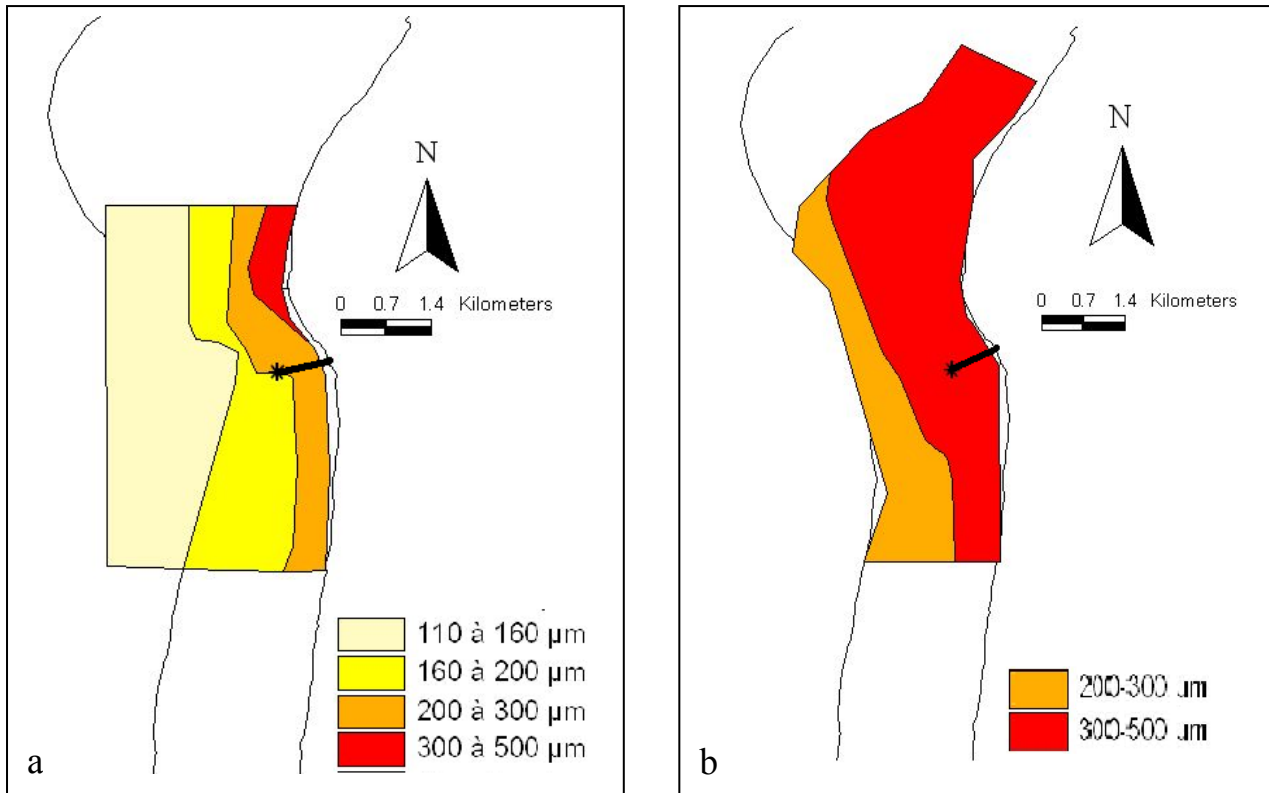 N
0 0.7 1.4 Kilometers
110 à 160 µm
160 à 200 µm
200 à 300 µm
300 à 500 µm
a
N
0 0.7 1.4 Kilometers
200-300 µm
300-500 µm
b